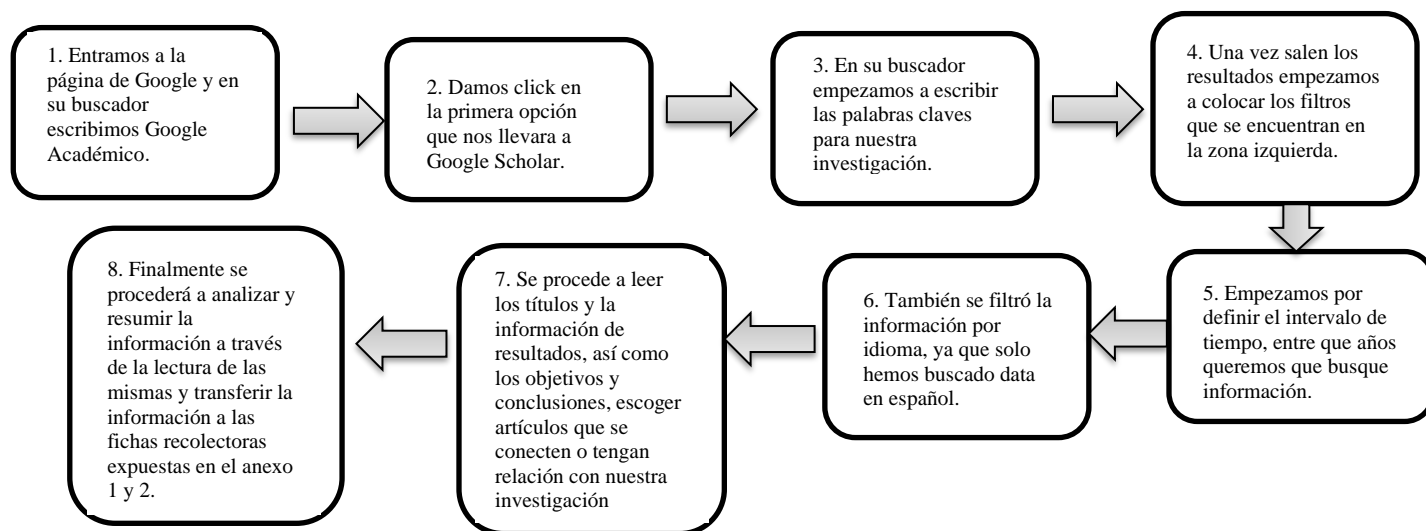 1. Entramos a la
página de Google y en
su buscador
escribimos Google
Académico.
2. Damos click en
la primera opción
que nos llevara a
Google Scholar.
3. En su buscador
empezamos a escribir
las palabras claves
para nuestra
investigación.
4. Una vez salen los
resultados empezamos
a colocar los filtros
que se encuentran en
la zona izquierda.
5. Empezamos por
definir el intervalo de
tiempo, entre que años
queremos que busque
información.
6. También se filtró la
información por
idioma, ya que solo
hemos buscado data
en español.
7. Se procede a leer
los títulos y la
información de
resultados, así como
los objetivos y
conclusiones, escoger
artículos que se
conecten o tengan
relación con nuestra
investigación
8. Finalmente se
procederá a analizar y
resumir la
información a través
de la lectura de las
mismas y transferir la
información a las
fichas recolectoras
expuestas en el anexo
1 y 2.